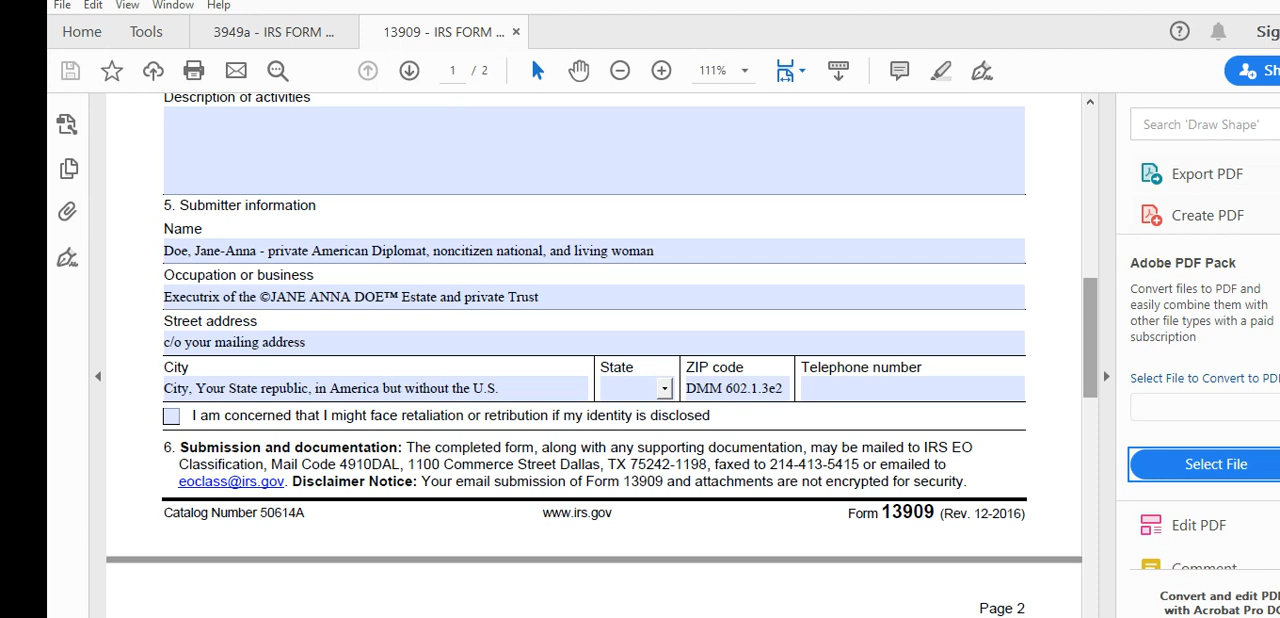 File Edit View Window Help
Home Tools 3949a - IRS FORM ... 13909 - IRS FORM ... ×
1 / 2 111%
Description of activities
5. Submitter information
Name
Doe, Jane-Anna - private American Diplomat, noncitizen national, and living woman
Occupation or business
Executrix of the ©JANE ANNA DOE™ Estate and private Trust
Street address
c/o your mailing address
City State ZIP code Telephone number
City, Your State republic, in America but without the U.S. DMM 602.1.3e2
I am concerned that I might face retaliation or retribution if my identity is disclosed
6. Submission and documentation: The completed form, along with any supporting documentation, may be mailed to IRS EO
Classification, Mail Code 4910DAL, 1100 Commerce Street Dallas, TX 75242-1198, faxed to 214-413-5415 or emailed to
eoclass@irs.gov. Disclaimer Notice: Your email submission of Form 13909 and attachments are not encrypted for security.
Catalog Number 50614A www.irs.gov Form 13909 (Rev. 12-2016)
Page 2
Sig
Sh
Search 'Draw Shape'
Export PDF
Create PDF
Adobe PDF Pack
Convert files to PDF and
easily combine them with
other file types with a paid
subscription
Select File to Convert to PD
Select File
Edit PDF
Comment
Convert and edit PD
with Acrobat Pro D